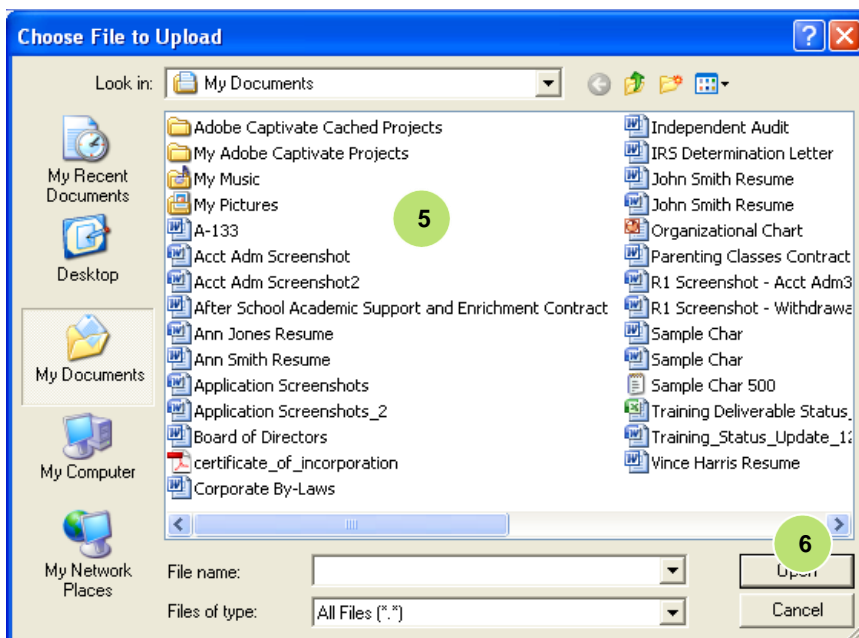 Choose File to Upload
Look in: My Documents
My Recent
Documents
Desktop
My Documents
My Computer
My Network
Places
Adobe Captivate Cached Projects
My Adobe Captivate Projects
My Music
My Pictures
A-133
Acct Adm Screenshot
Acct Adm Screenshot2
After School Academic Support and Enrichment Contract
Ann Jones Resume
Ann Smith Resume
Application Screenshots
Application Screenshots_2
Board of Directors
certificate_of_incorporation
Corporate By-Laws
Independent Audit
IRS Determination Letter
John Smith Resume
John Smith Resume
Organizational Chart
Parenting Classes Contract
R1 Screenshot - Acct Adm3
R1 Screenshot - Withdrawa
Sample Char
Sample Char
Sample Char 500
Training Deliverable Status_
Training_Status_Update_12
Vince Harris Resume
5
6
File name:
Open
Files of type: All Files (*.*)
Cancel